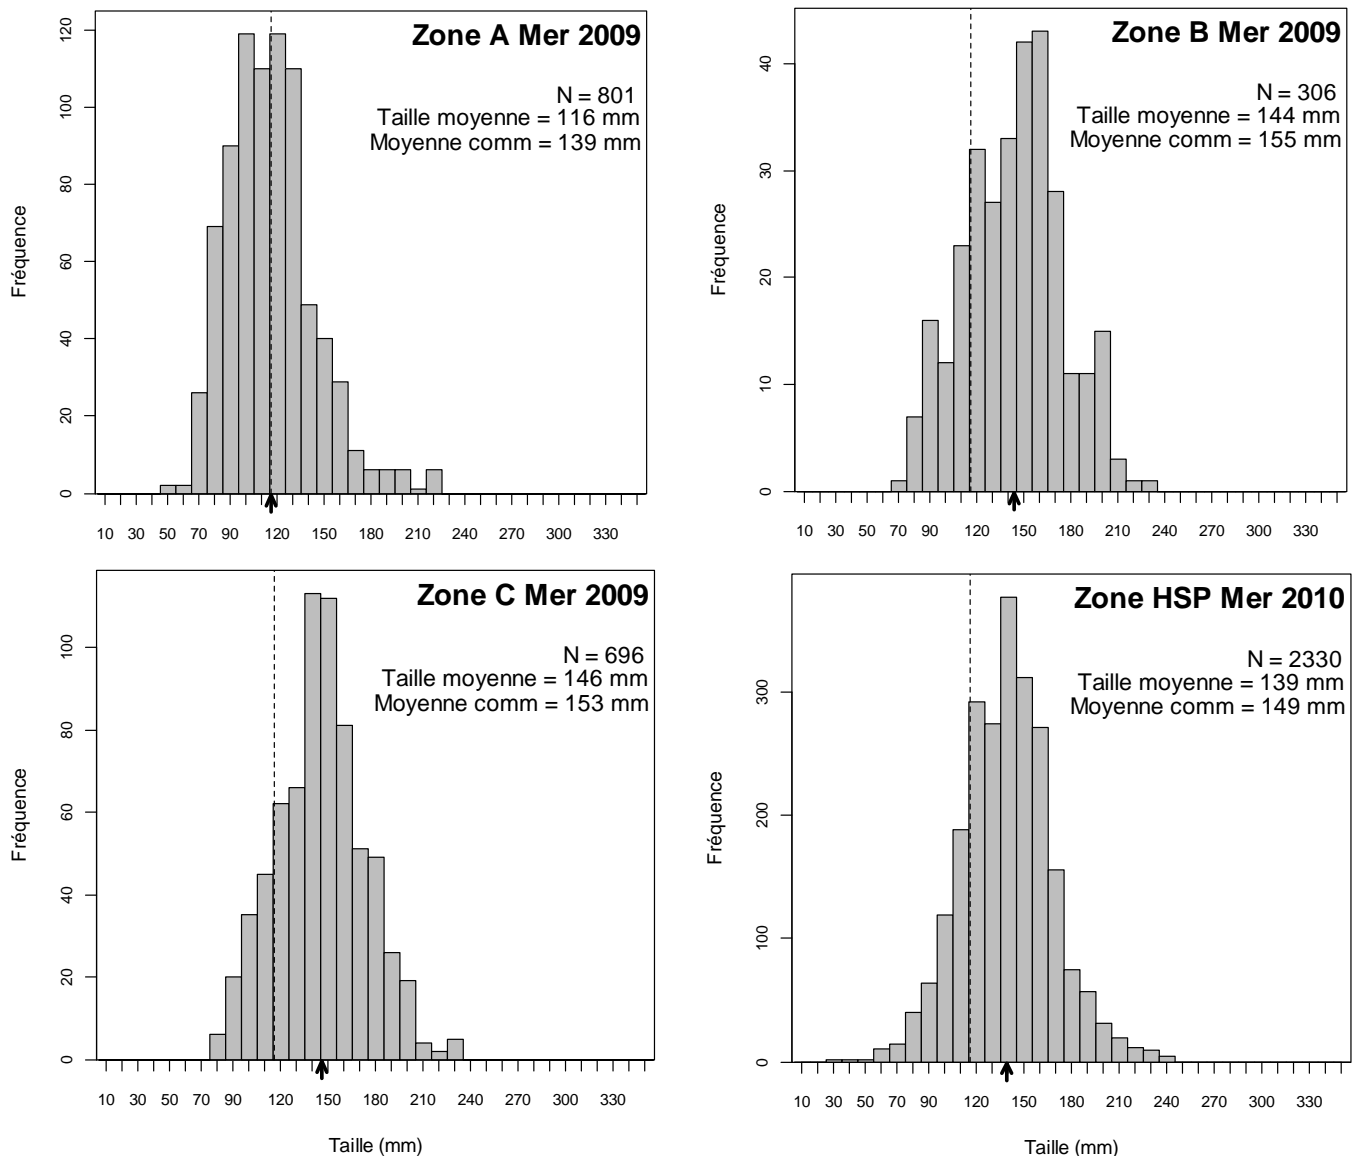 Zone A Mer 2009
N = 801
Taille moyenne = 116 mm
Moyenne comm = 139 mm
Fréquence
0 20 40 60 80 100 120
10 30 50 70 90 120 150 180 210 240 270 300 330
Zone B Mer 2009
N = 306
Taille moyenne = 144 mm
Moyenne comm = 155 mm
Fréquence
0 10 20 30 40
10 30 50 70 90 120 150 180 210 240 270 300 330
Zone C Mer 2009
N = 696
Taille moyenne = 146 mm
Moyenne comm = 153 mm
Fréquence
0 20 40 60 80 100
10 30 50 70 90 120 150 180 210 240 270 300 330
Taille (mm)
Zone HSP Mer 2010
N = 2330
Taille moyenne = 139 mm
Moyenne comm = 149 mm
Fréquence
0 100 200 300
10 30 50 70 90 120 150 180 210 240 270 300 330
Taille (mm)